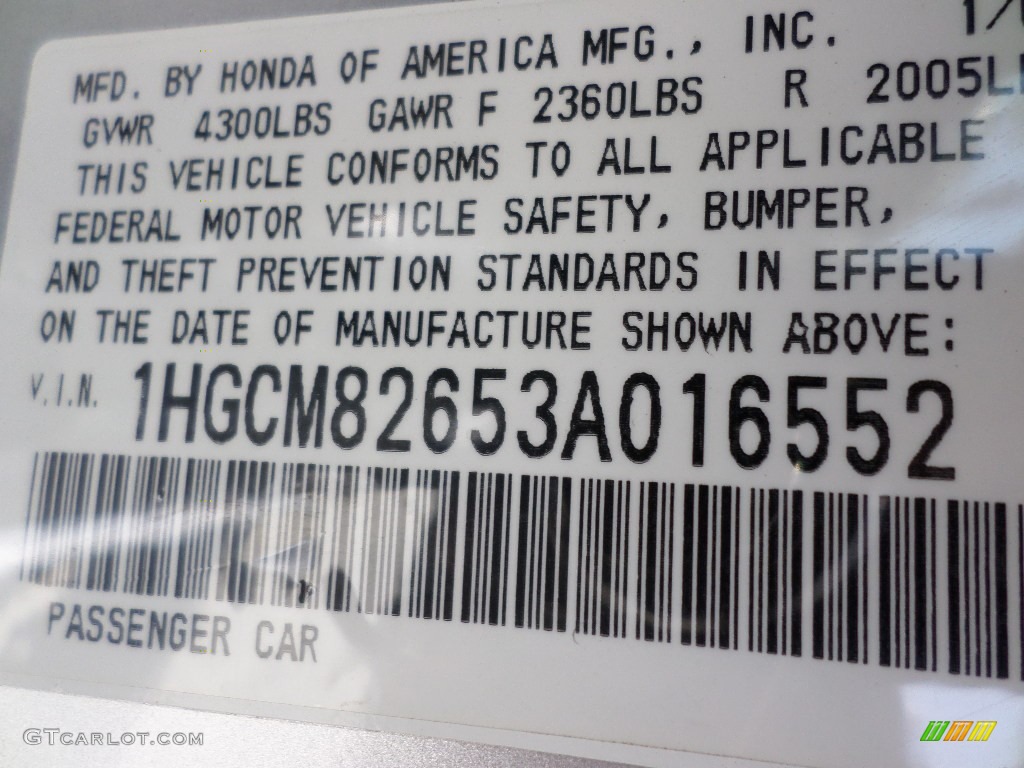 MFD. BY HONDA OF AMERICA MFG., INC. 1/
GVWR 4300LBS GAWR F 2360LBS R 2005L
THIS VEHICLE CONFORMS TO ALL APPLICABLE
FEDERAL MOTOR VEHICLE SAFETY, BUMPER,
AND THEFT PREVENTION STANDARDS IN EFFECT
ON THE DATE OF MANUFACTURE SHOWN ABOVE:
V.I.N. 1HGCM82653A016552
PASSENGER CAR
GTCARLOT.COM